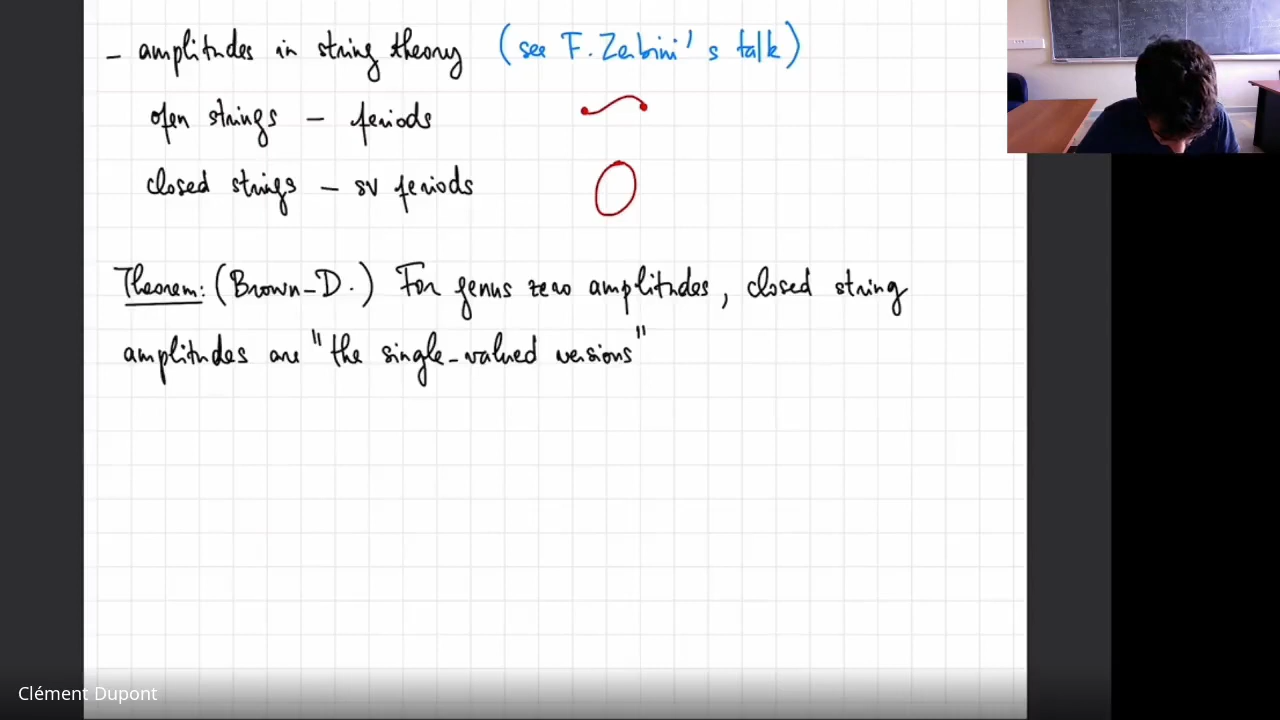 - amplitudes in string theory (see F. Zerbini's talk)
open strings - periods
closed strings - sv periods
Theorem: (Brown-D.) For genus zero amplitudes, closed string
amplitudes are "the single-valued versions"
Clément Dupont